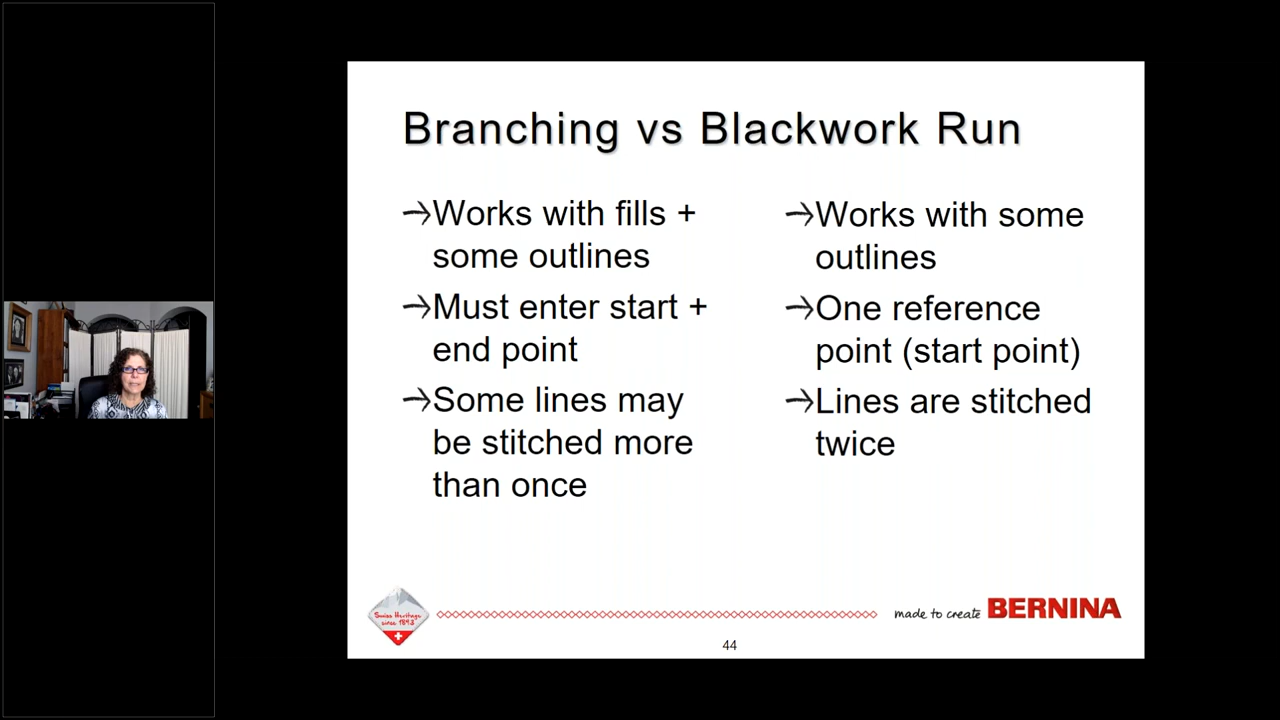 Branching vs Blackwork Run
Works with fills +
some outlines
Must enter start +
end point
Some lines may
be stitched more
than once
Works with some
outlines
One reference
point (start point)
Lines are stitched
twice
Swiss Heritage
since 1893
made to create BERNINA
44